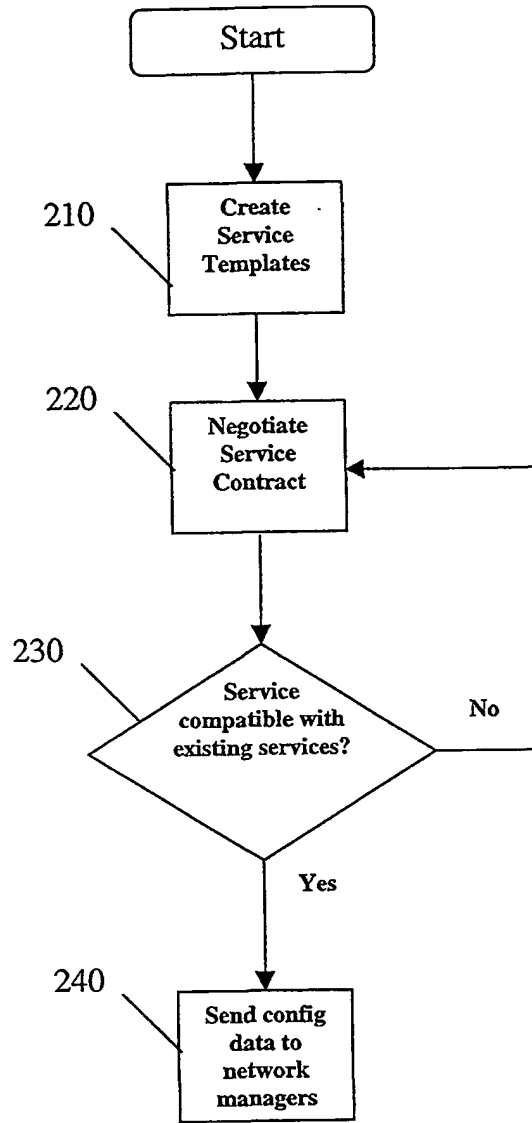 Start
210
Create
Service
Templates
220
Negotiate
Service
Contract
230
Service
compatible with
existing services?
No
Yes
240
Send config
data to
network
managers